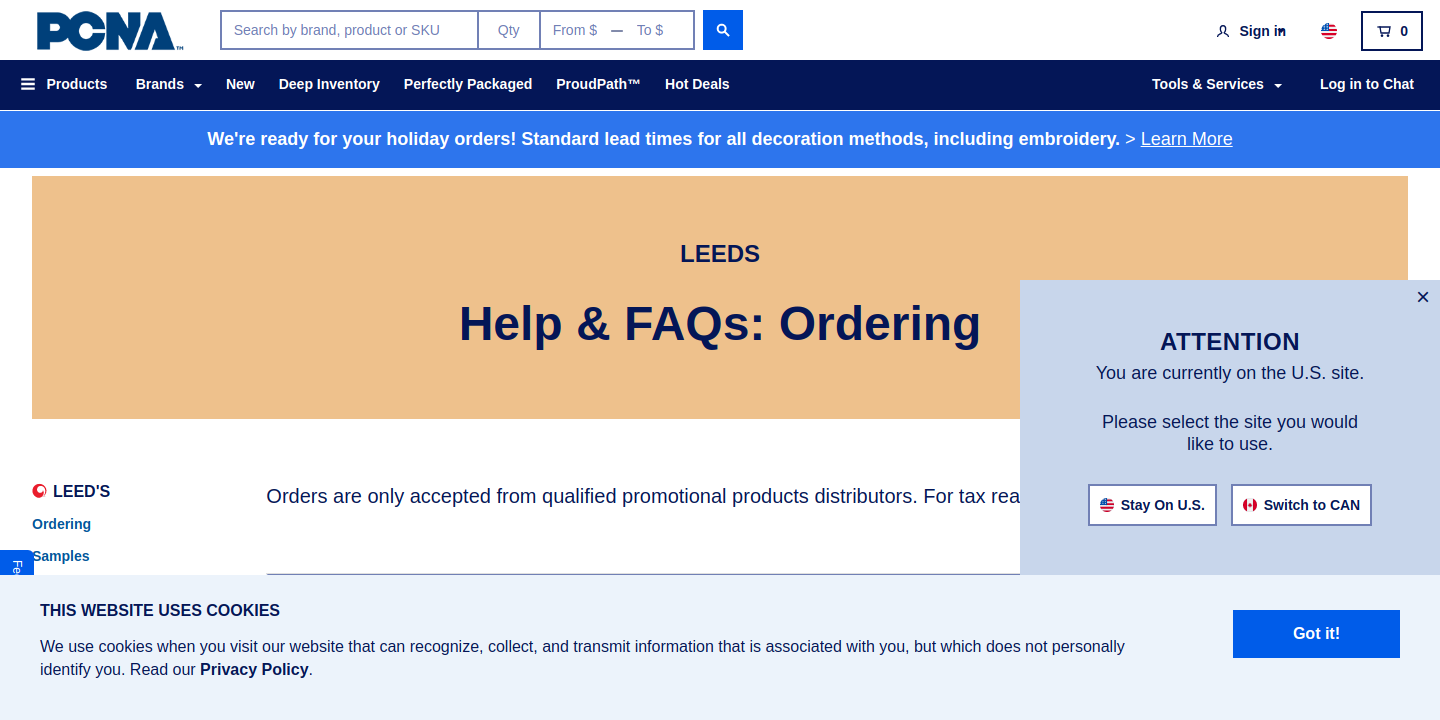 PCNA™
Search by brand, product or SKU
Qty
From $ — To $
Sign in
0
Products
Brands
New
Deep Inventory
Perfectly Packaged
ProudPath™
Hot Deals
Tools & Services
Log in to Chat
We're ready for your holiday orders! Standard lead times for all decoration methods, including embroidery. > Learn More
LEEDS
Help & FAQs: Ordering
×
ATTENTION
You are currently on the U.S. site.
Please select the site you would
like to use.
Stay On U.S.
Switch to CAN
LEED'S
Ordering
Samples
Orders are only accepted from qualified promotional products distributors. For tax
THIS WEBSITE USES COOKIES
We use cookies when you visit our website that can recognize, collect, and transmit information that is associated with you, but which does not personally
identify you. Read our Privacy Policy.
Got it!